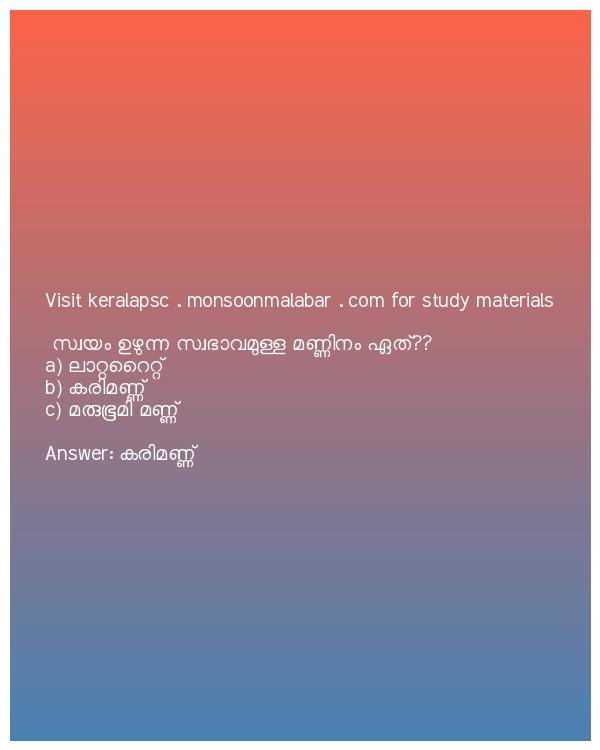 Visit keralapsc . monsoonmalabar . com for study materials
സ്വയം ഉഴുന്ന സ്വഭാവമുള്ള മണ്ണിനം ഏത്??
a) ലാറ്ററൈറ്റ്
b) കരിമണ്ണ്
c) മരുഭൂമി മണ്ണ്
Answer: കരിമണ്ണ്